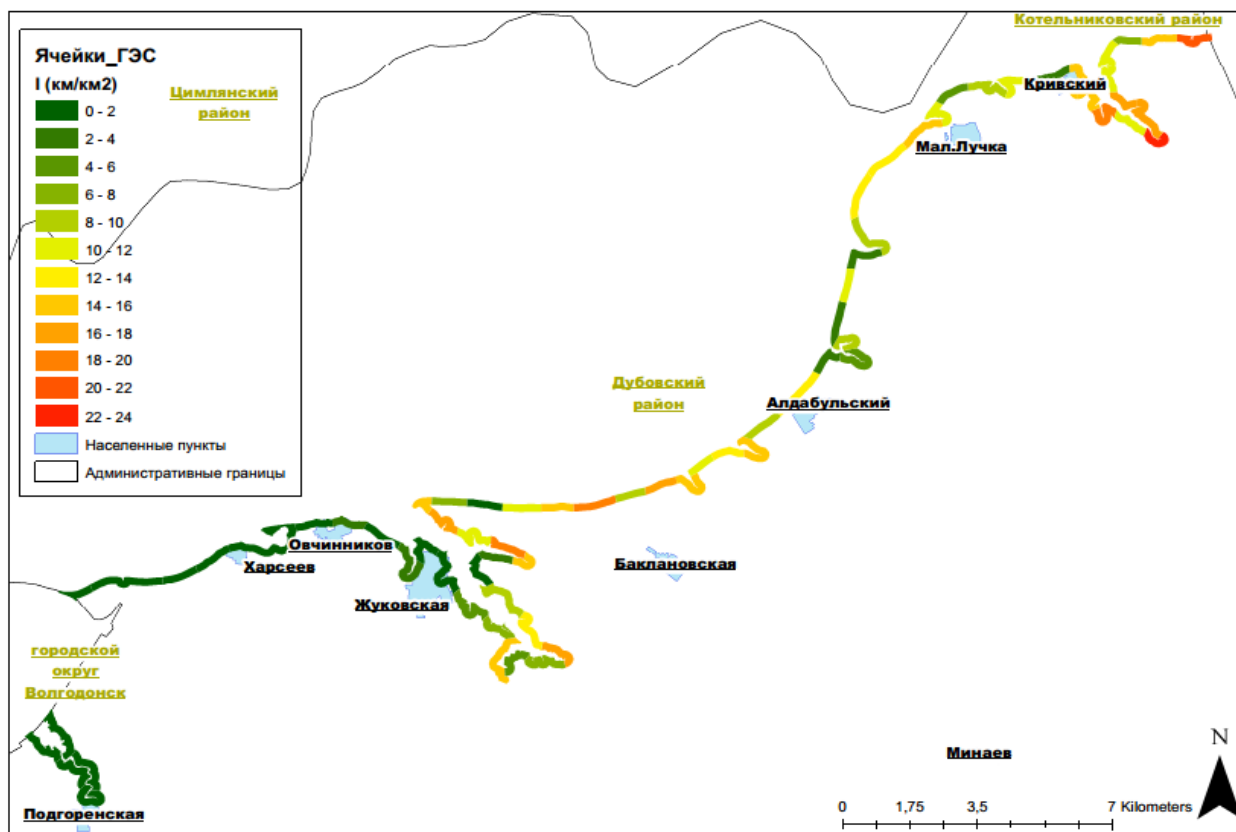 Ячейки_ГЭС
I (км/км2)
0 - 2
2 - 4
4 - 6
6 - 8
8 - 10
10 - 12
12 - 14
14 - 16
16 - 18
18 - 20
20 - 22
22 - 24
Населенные пункты
Административные границы
Цимлянский
район
Котельниковский район
Кривский
Мал.Лучка
Дубовский
район
Алдабульский
Овчинников
Харсеев
Баклановская
Жуковская
городской
округ
Волгодонск
Минаев
Подгоренская
N
0 1,75 3,5 7 Kilometers